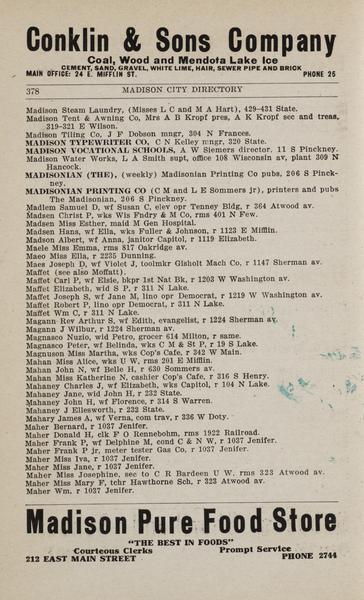 Conklin & Sons Company
Coal, Wood and Mendota Lake Ice
CEMENT, SAND, GRAVEL, WHITE LIME, HAIR, SEWER PIPE AND BRICK
MAIN OFFICE: 24 E. MIFFLIN ST. PHONE 25
378 MADISON CITY DIRECTORY
Madison Steam Laundry, (Misses L C and M A Hart), 429-431 State.
Madison Tent & Awning Co, Mrs A B Kropf pres, A K Kropf sec and treas,
319-321 E Wilson.
Madison Tiling Co, J F Dobson mngr, 304 N Frances.
MADISON TYPEWRITER CO, C N Kelley mngr, 320 State.
MADISON VOCATIONAL SCHOOLS, A W Siemers director, 11 S Pinckney.
Madison Water Works, L A Smith supt, office 108 Wisconsin av, plant 309 N
Hancock.
MADISONIAN (THE), (weekly) Madisonian Printing Co pubs, 206 S Pinck-
ney.
MADISONIAN PRINTING CO (C M and L E Sommers jr), printers and pubs
The Madisonian, 206 S. Pinckney.
Madlem Samuel D, wf Susan C, elev opr Tenney Bldg, r 364 Atwood av.
Madsen Christ P, wks Wis Fndry & M Co, rms 401 N Few.
Madsen Miss Esther, maid M Gen Hospital.
Madsen Hans, wf Ella, wks Fuller & Johnson, r 1123 E Mifflin.
Madson Albert, wf Anna, janitor Capitol, r 1119 Elizabeth.
Maele Miss Emma, rms 817 Oakridge av.
Maeo Miss Ella, r 2235 Dunning.
Maes Joseph D, wf Violet J, toolmkr Gisholt Mach Co, r 1147 Sherman av.
Maffet (see also Moffatt).
Maffet Carl P, wf Elsie, bkpr 1st Nat Bk, r 1203 W Washington av.
Maffet Elizabeth, wid S P, r 311 N Lake.
Maffet Joseph S, wf Jane M, lino opr Democrat, r 1219 W Washington av.
Maffet Robert P, lino opr Democrat, r 311 N Lake.
Maffet Wm C, r 311 N Lake.
Magann Rev Arthur S, wf Edith, evangelist, r 1224 Sherman av.
Magann J Wilbur, r 1224 Sherman av.
Magnasco Nuzio, wid Petro, grocer 614 Milton, r same.
Magnasco Peter, wf Belinda, wks C M & St P, r 19 S Lake.
Magnuson Miss Martha, wks Cop's Cafe, r 342 W Main.
Mahan Miss Alice, wks U W, rms 201 E Mifflin.
Mahan John N, wf Belle H, r 630 Sommers av.
Mahan Miss Katherine N, cashier Cop's Cafe, r 316 S Henry.
Mahaney Charles J, wf Elizabeth, wks Capitol, r 104 N Lake.
Mahaney Jane, wid John H, r 232 State.
Mahaney John H, wf Florence, r 314 S Warren.
Mahaney J Ellesworth, r 232 State.
Mahary James A, wf Verna, com trav, r 336 W Doty.
Maher Bernard, r 1037 Jenifer.
Maher Donald H, clk F O Rennebohm, rms 1922 Railroad.
Maher Frank P, wf Delphime M, cond C & N W, r 1037 Jenifer.
Maher Frank P jr, meter tester Gas Co, r 1037 Jenifer.
Maher Miss Iva, r 1037 Jenifer.
Maher Miss Jane, r 1037 Jenifer.
Maher Miss Josephine, sec to C R Bardeen U W, rms 323 Atwood av.
Maher Miss Mary F, tchr Hawthorne Sch, r 323 Atwood av.
Maher Wm, r 1037 Jenifer.
Madison Pure Food Store
"THE BEST IN FOODS"
Courteous Clerks Prompt Service
212 EAST MAIN STREET PHONE 2744